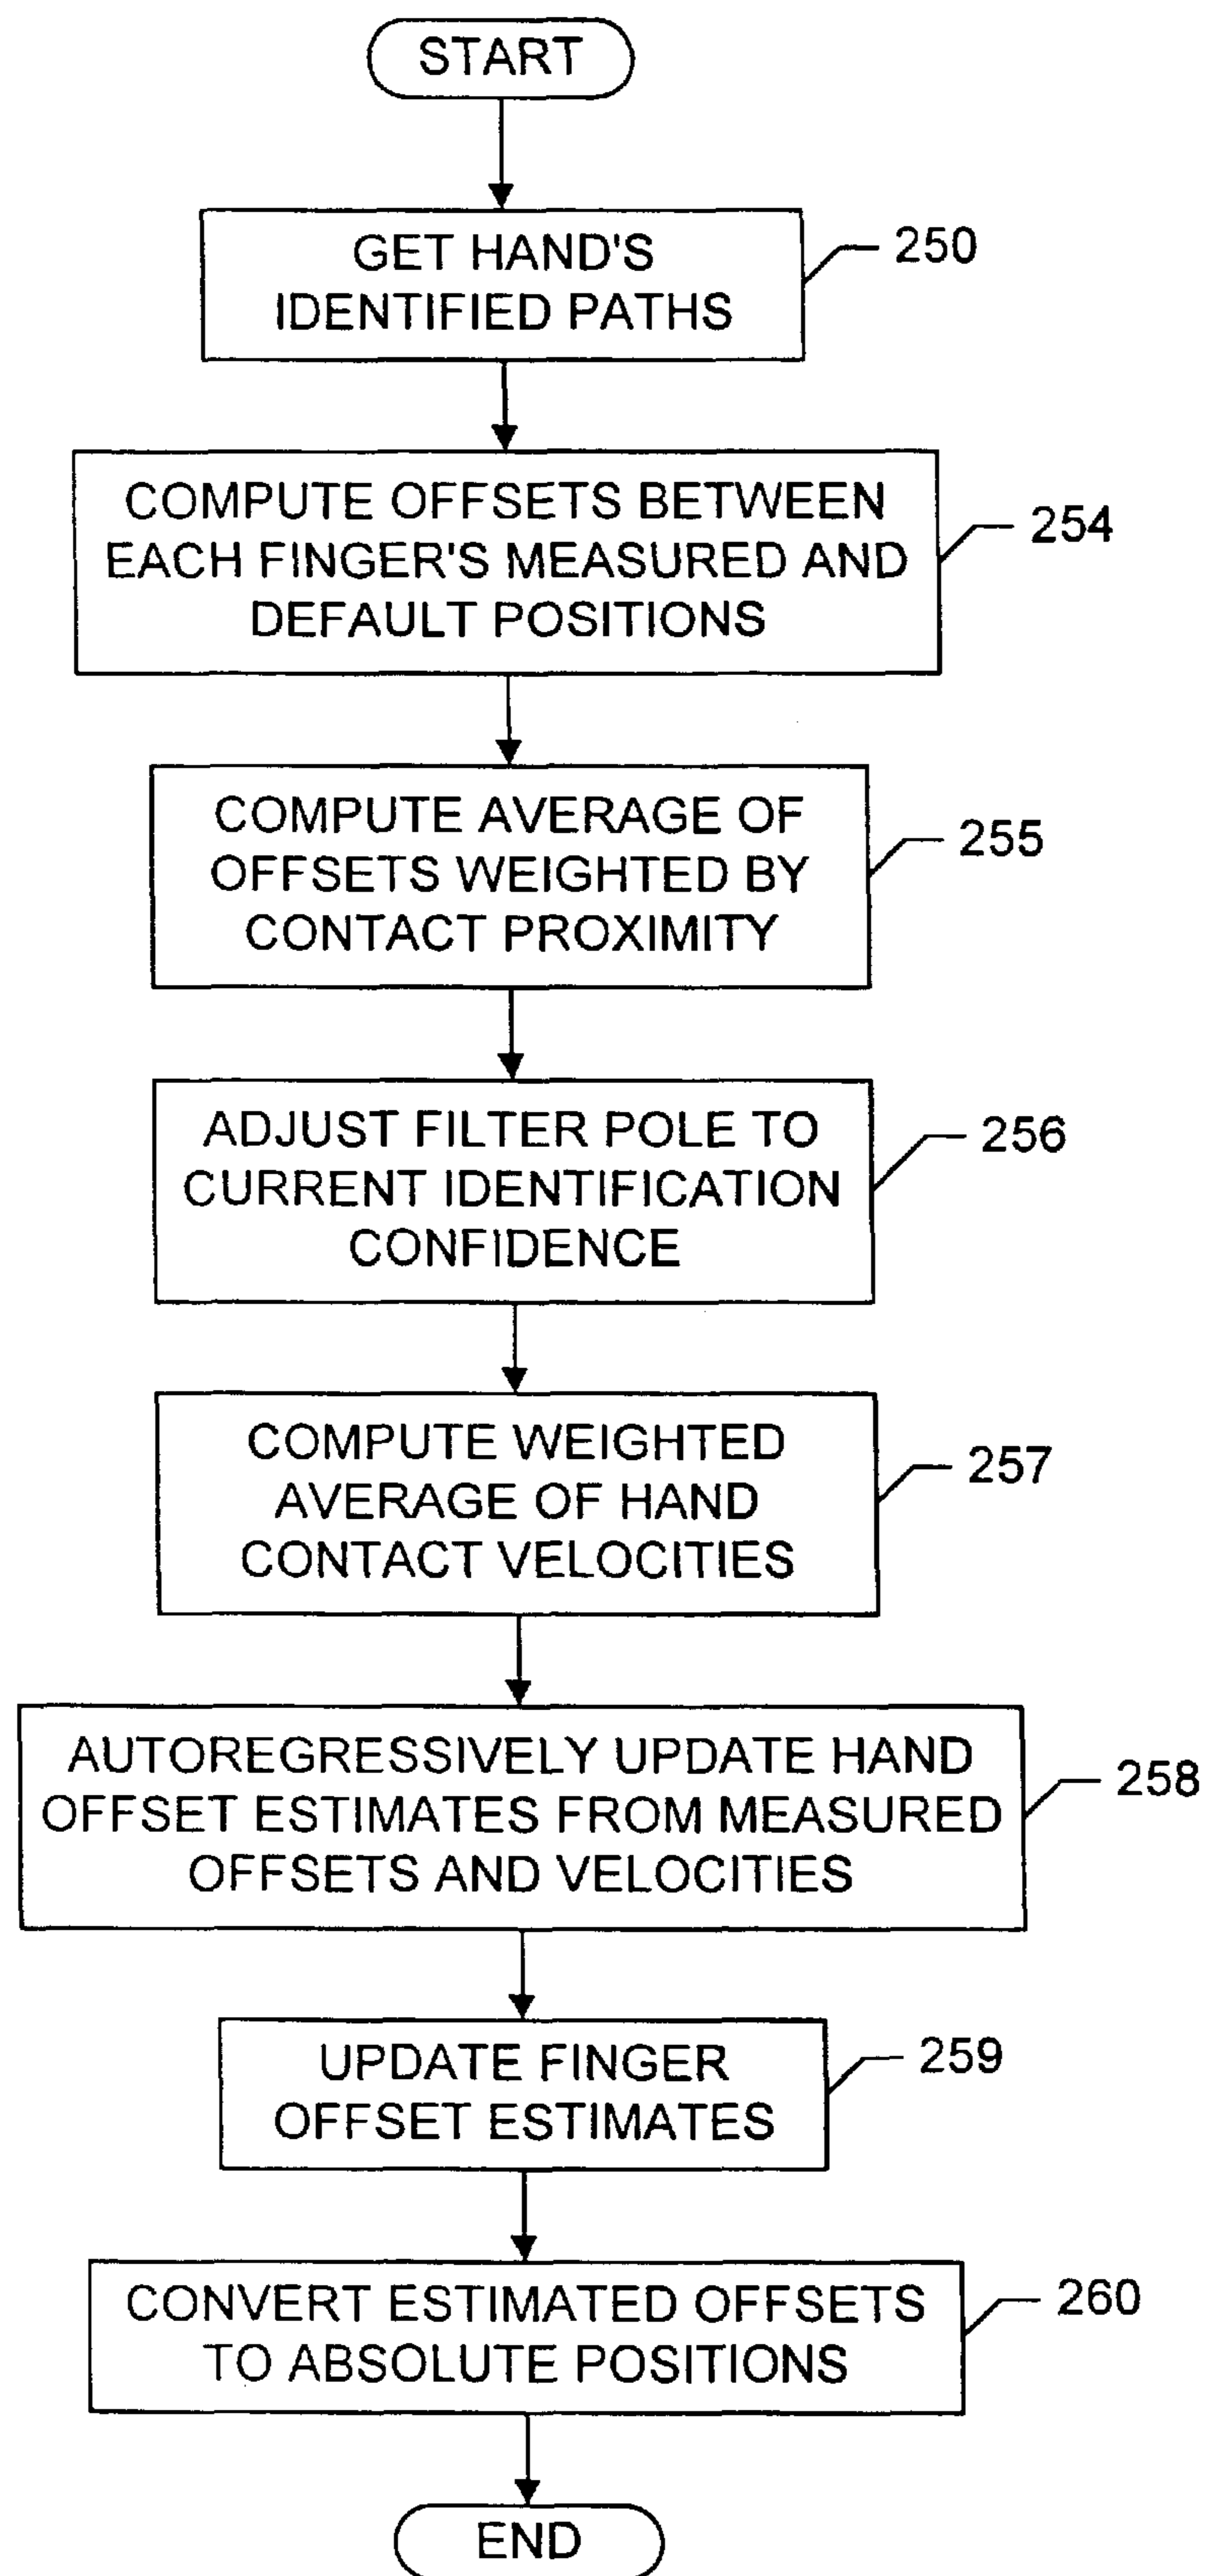 START
GET HAND'S
IDENTIFIED PATHS
250
COMPUTE OFFSETS BETWEEN
EACH FINGER'S MEASURED AND
DEFAULT POSITIONS
254
COMPUTE AVERAGE OF
OFFSETS WEIGHTED BY
CONTACT PROXIMITY
255
ADJUST FILTER POLE TO
CURRENT IDENTIFICATION
CONFIDENCE
256
COMPUTE WEIGHTED
AVERAGE OF HAND
CONTACT VELOCITIES
257
AUTOREGRESSIVELY UPDATE HAND
OFFSET ESTIMATES FROM MEASURED
OFFSETS AND VELOCITIES
258
UPDATE FINGER
OFFSET ESTIMATES
259
CONVERT ESTIMATED OFFSETS
TO ABSOLUTE POSITIONS
260
END